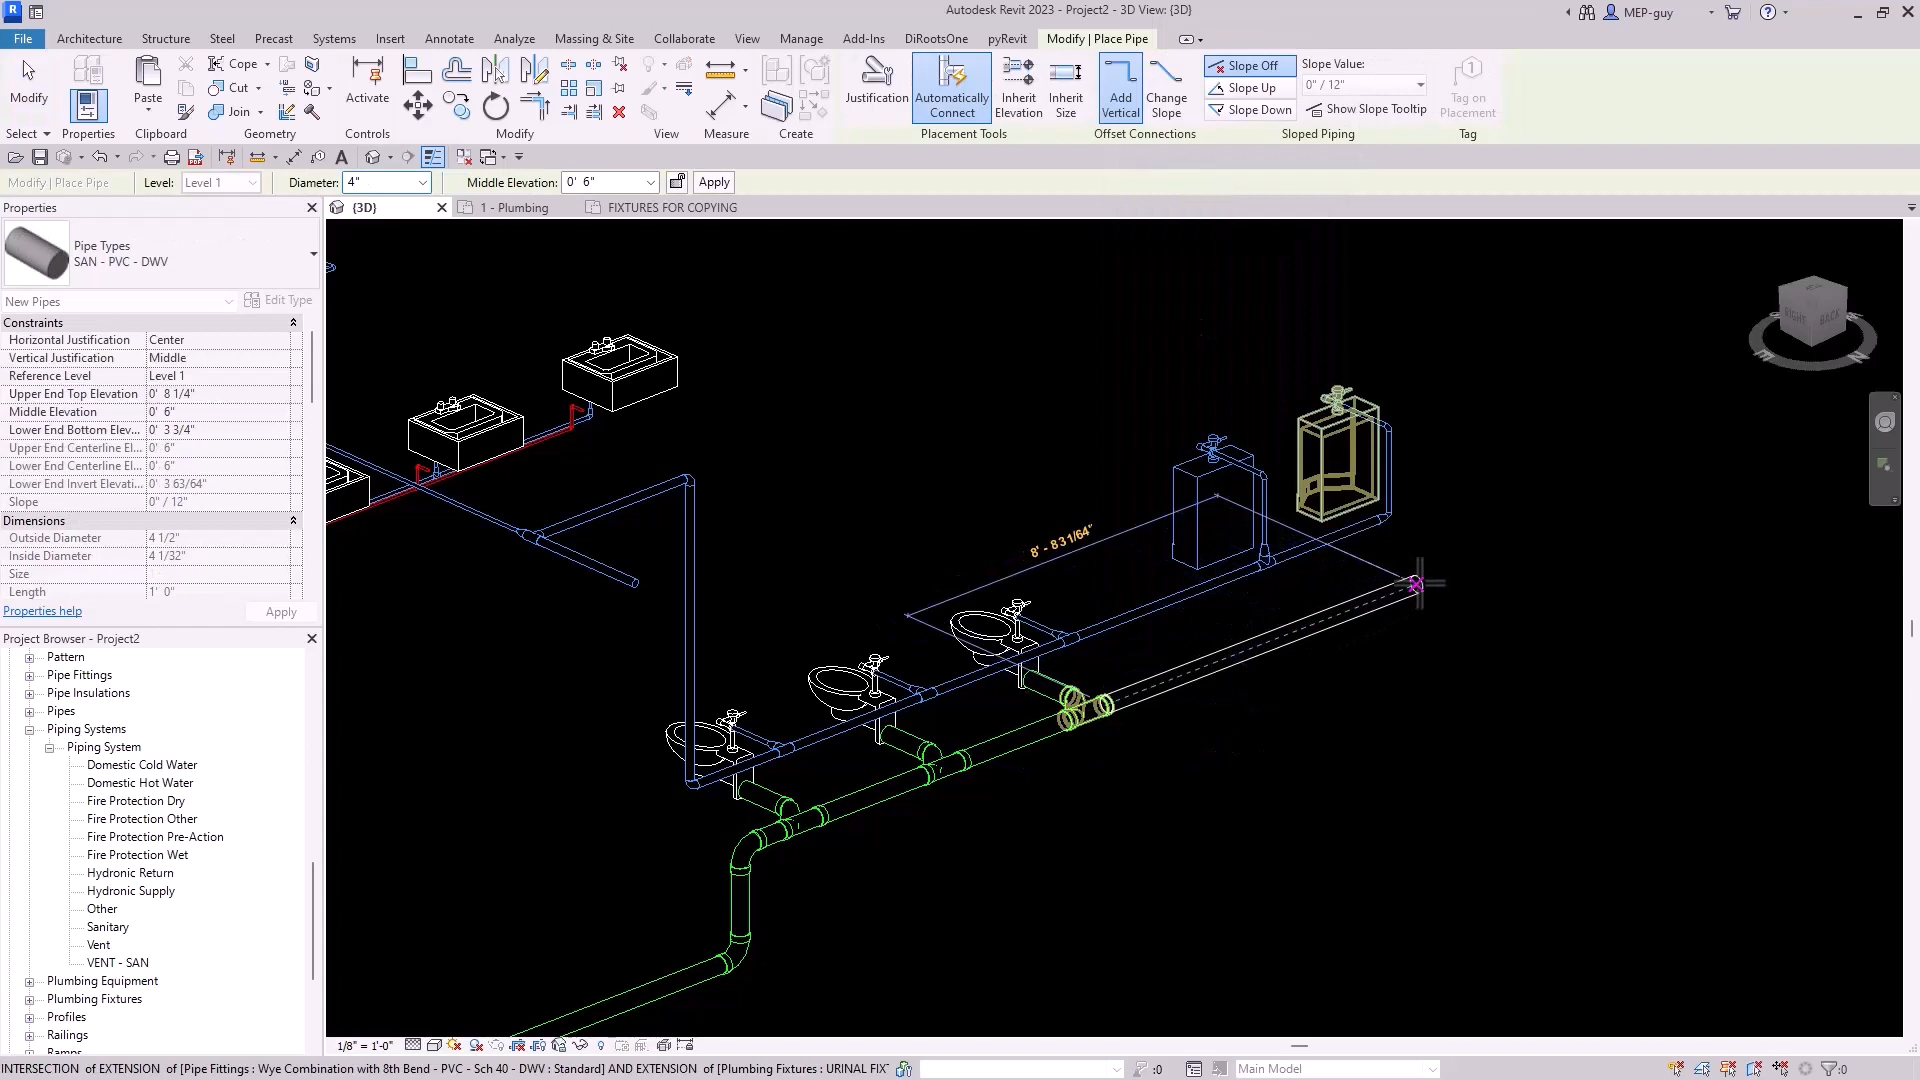 Autodesk Revit 2023 - Project2 - 3D View: {3D}
MEP-guy
File Architecture Structure Steel Precast Systems Insert Annotate Analyze Massing & Site Collaborate View Manage Add-Ins DiRootsOne pyRevit Modify | Place Pipe
Modify
Select
Properties
Paste
Clipboard
Cope
Cut
Join
Geometry
Activate
Controls
Modify
View
Measure
Create
Justification
Automatically Connect
Inherit Elevation
Inherit Size
Placement Tools
Add Vertical
Change Slope
Offset Connections
Slope Off
Slope Up
Slope Down
Slope Value:
0" / 12"
Show Slope Tooltip
Sloped Piping
Tag on Placement
Tag
Modify | Place Pipe Level: Level 1 Diameter: 4" Middle Elevation: 0' 6" Apply
Properties
{3D} 1 - Plumbing FIXTURES FOR COPYING
Pipe Types
SAN - PVC - DWV
New Pipes Edit Type
Constraints
Horizontal Justification Center
Vertical Justification Middle
Reference Level Level 1
Upper End Top Elevation 0' 8 1/4"
Middle Elevation 0' 6"
Lower End Bottom Elev... 0' 3 3/4"
Upper End Centerline El... 0' 6"
Lower End Centerline El... 0' 6"
Lower End Invert Elevati... 0' 3 63/64"
Slope 0" / 12"
Dimensions
Outside Diameter 4 1/2"
Inside Diameter 4 1/32"
Size
Length 1' 0"
Properties help Apply
Project Browser - Project2
Pattern
Pipe Fittings
Pipe Insulations
Pipes
Piping Systems
Piping System
Domestic Cold Water
Domestic Hot Water
Fire Protection Dry
Fire Protection Other
Fire Protection Pre-Action
Fire Protection Wet
Hydronic Return
Hydronic Supply
Other
Sanitary
Vent
VENT - SAN
Plumbing Equipment
Plumbing Fixtures
Profiles
Railings
Ramps
8' - 8 31/64"
RIGHT BACK
1/8" = 1'-0"
INTERSECTION of EXTENSION of [Pipe Fittings : Wye Combination with 8th Bend - PVC - Sch 40 - DWV : Standard] AND EXTENSION of [Plumbing Fixtures : URINAL FIX
:0 Main Model :0